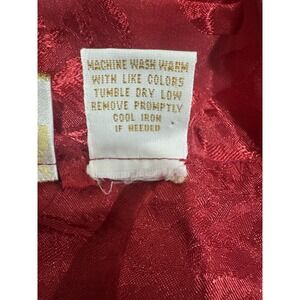 MACHINE WASH WARM
WITH LIKE COLORS
TUMBLE DRY LOW
REMOVE PROMPTLY
COOL IRON
IF NEEDED